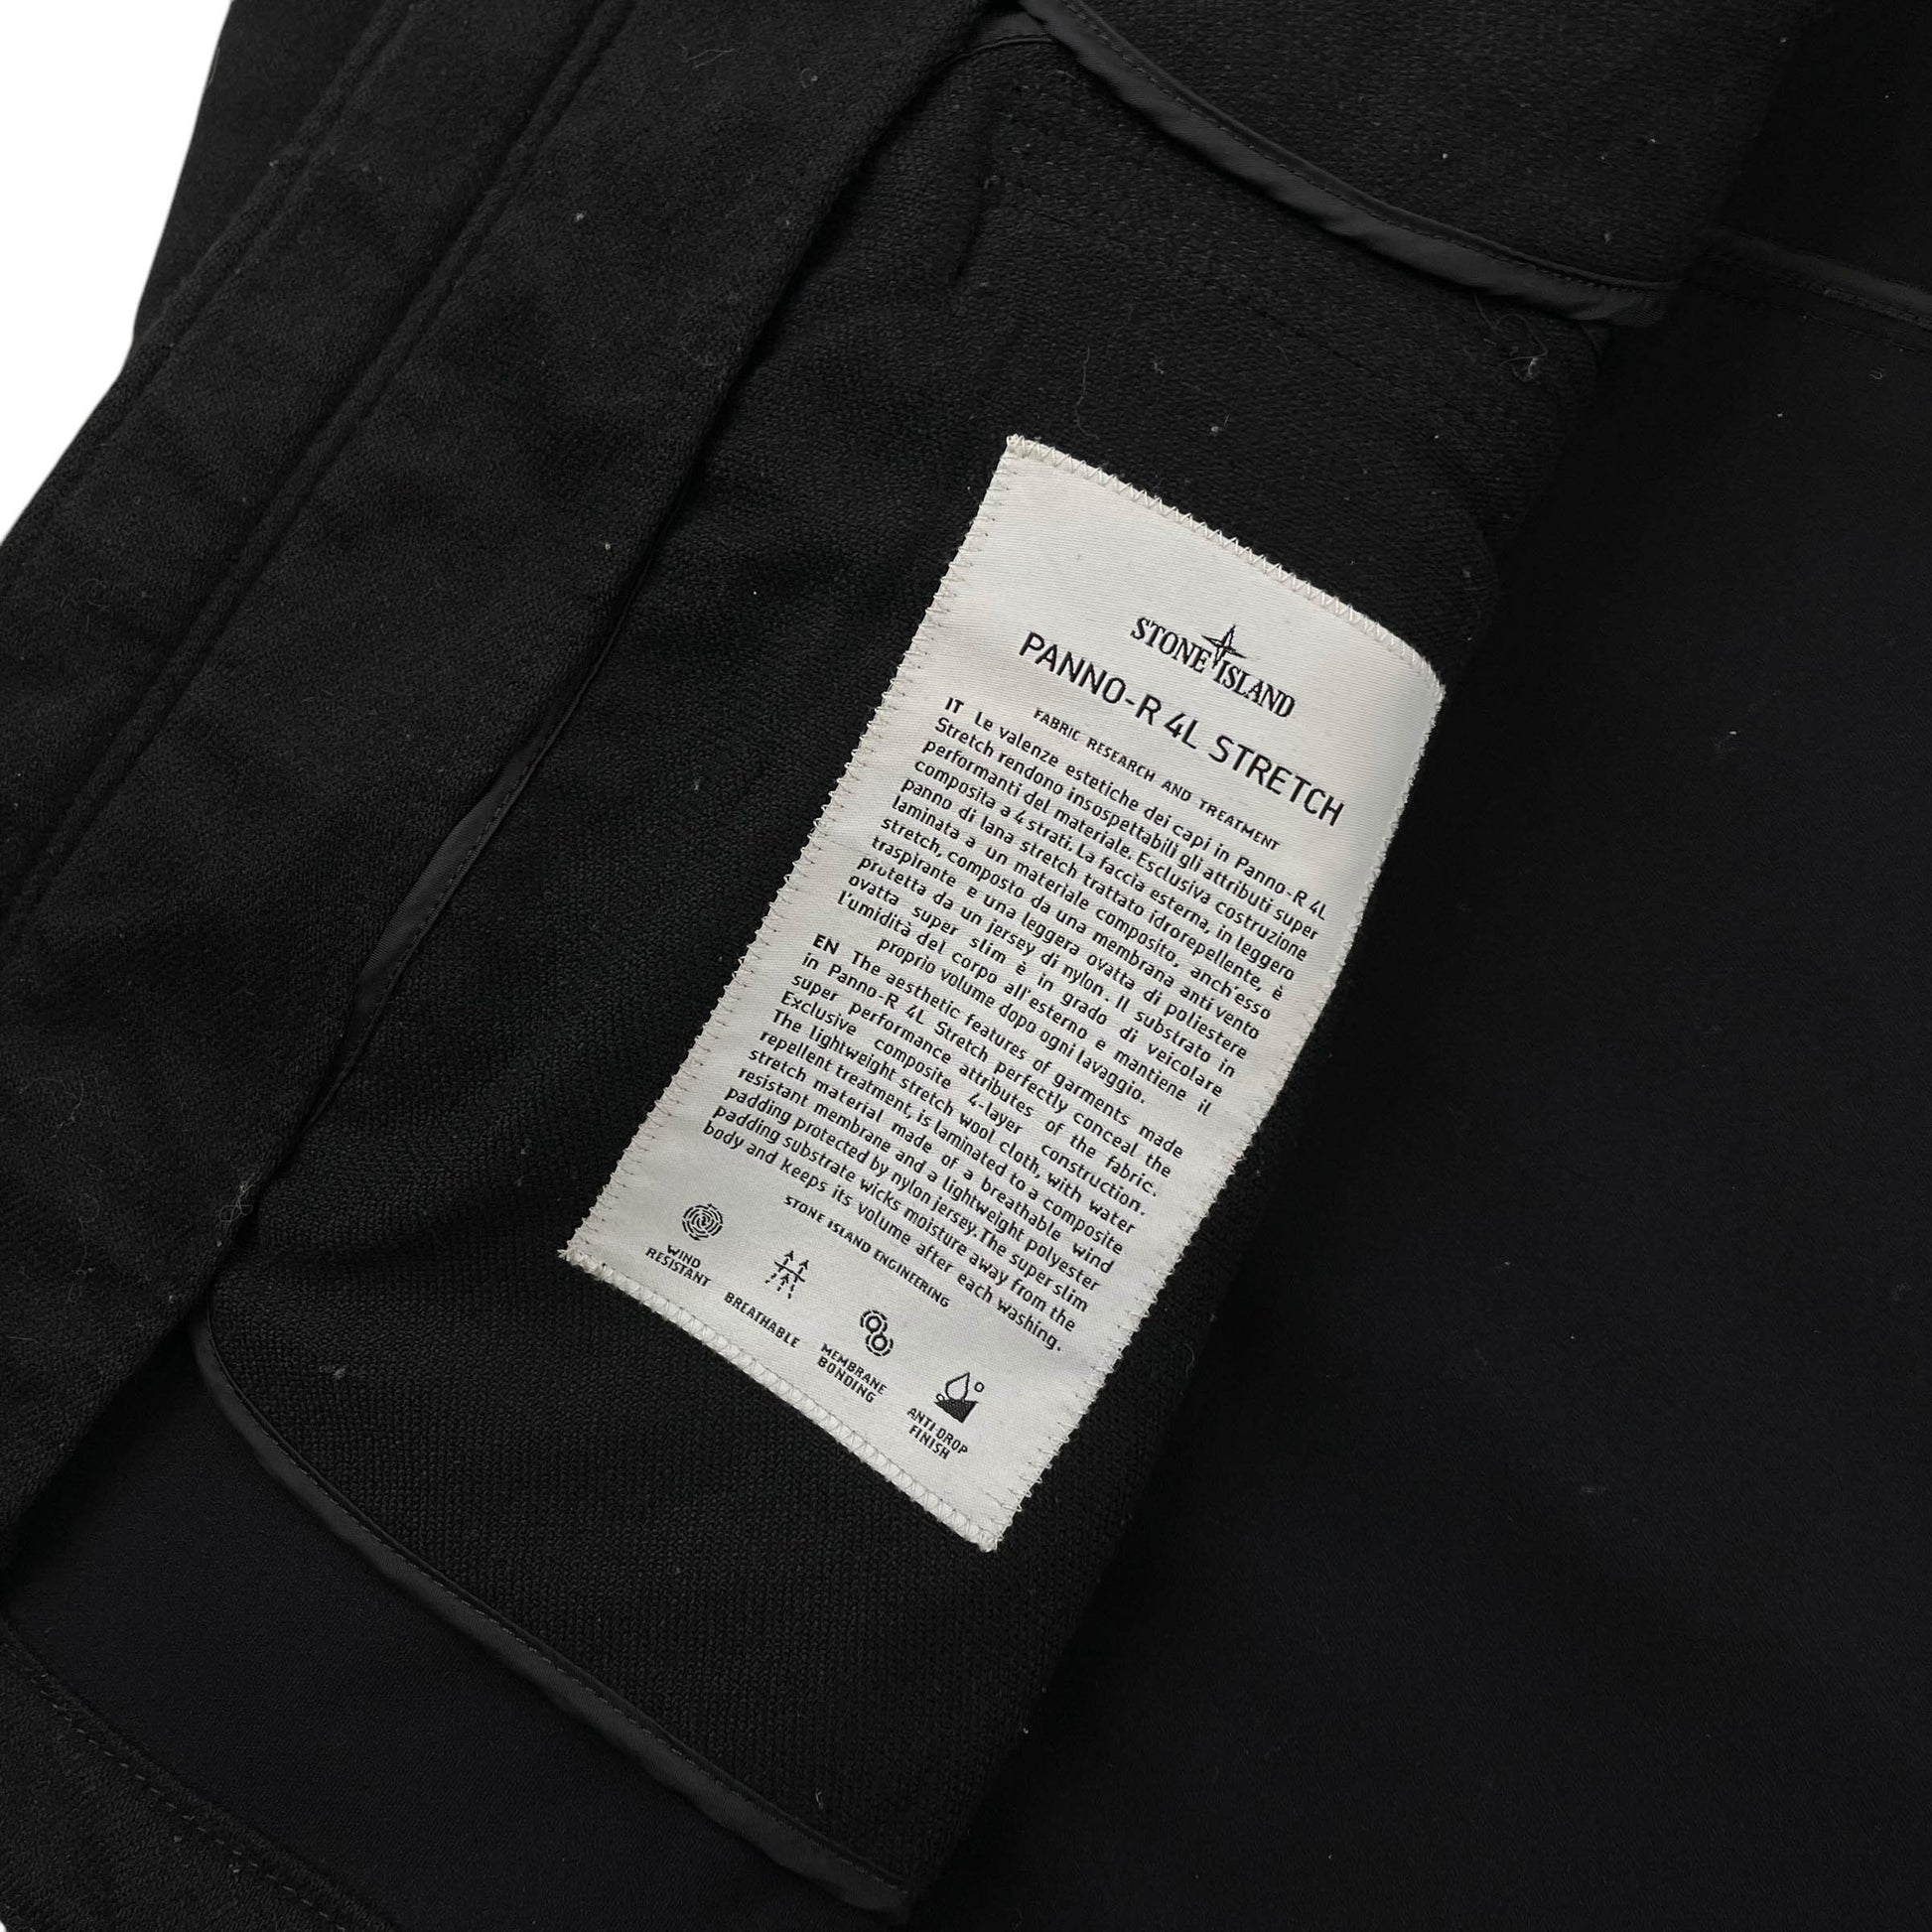 STONE ISLAND
PANNO-R 4L STRETCH
FABRIC RESEARCH AND TREATMENT
IT Le valenze estetiche dei capi in Panno-R 4L
Stretch rendono insospettabili gli attributi super
performanti del materiale. Esclusiva costruzione
composita a 4 strati. La faccia esterna, in leggero
panno di lana stretch trattato idrorepellente, è
laminata a un materiale composito, anch'esso
stretch, composto da una membrana anti vento
traspirante e una leggera ovatta di poliestere
protetta da un jersey di nylon. Il substrato in
ovatta super slim è in grado di veicolare
l'umidità del corpo all'esterno e mantiene il
proprio volume dopo ogni lavaggio.
EN The aesthetic features of garments made
in Panno-R 4L Stretch perfectly conceal the
super performance attributes of the fabric.
Exclusive composite 4-layer construction.
The lightweight stretch wool cloth, with water
repellent treatment, is laminated to a composite
stretch material made of a breathable wind
resistant membrane and a lightweight polyester
padding protected by nylon jersey. The super slim
padding substrate wicks moisture away from the
body and keeps its volume after each washing.
STONE ISLAND ENGINEERING
WIND
RESISTANT
BREATHABLE
MEMBRANE
BONDING
ANTI-DROP
FINISH